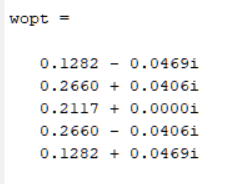 wopt =
0.1282 - 0.0469i
0.2660 + 0.0406i
0.2117 + 0.0000i
0.2660 - 0.0406i
0.1282 + 0.0469i